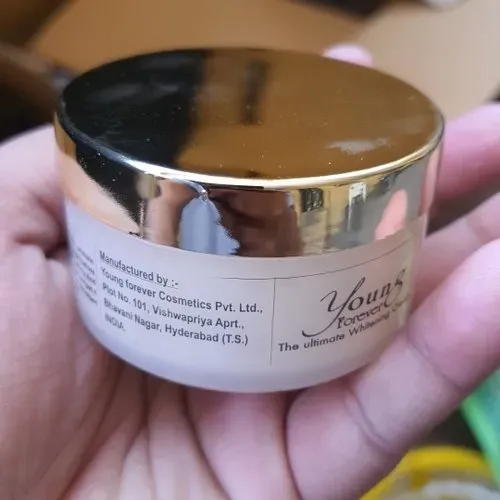 Manufactured by :-
Young forever Cosmetics Pvt. Ltd.,
Plot No. 101, Vishwapriya Aprt.,
Bhavani Nagar, Hyderabad (T.S.)
INDIA
Young
Forever
The ultimate Whitening